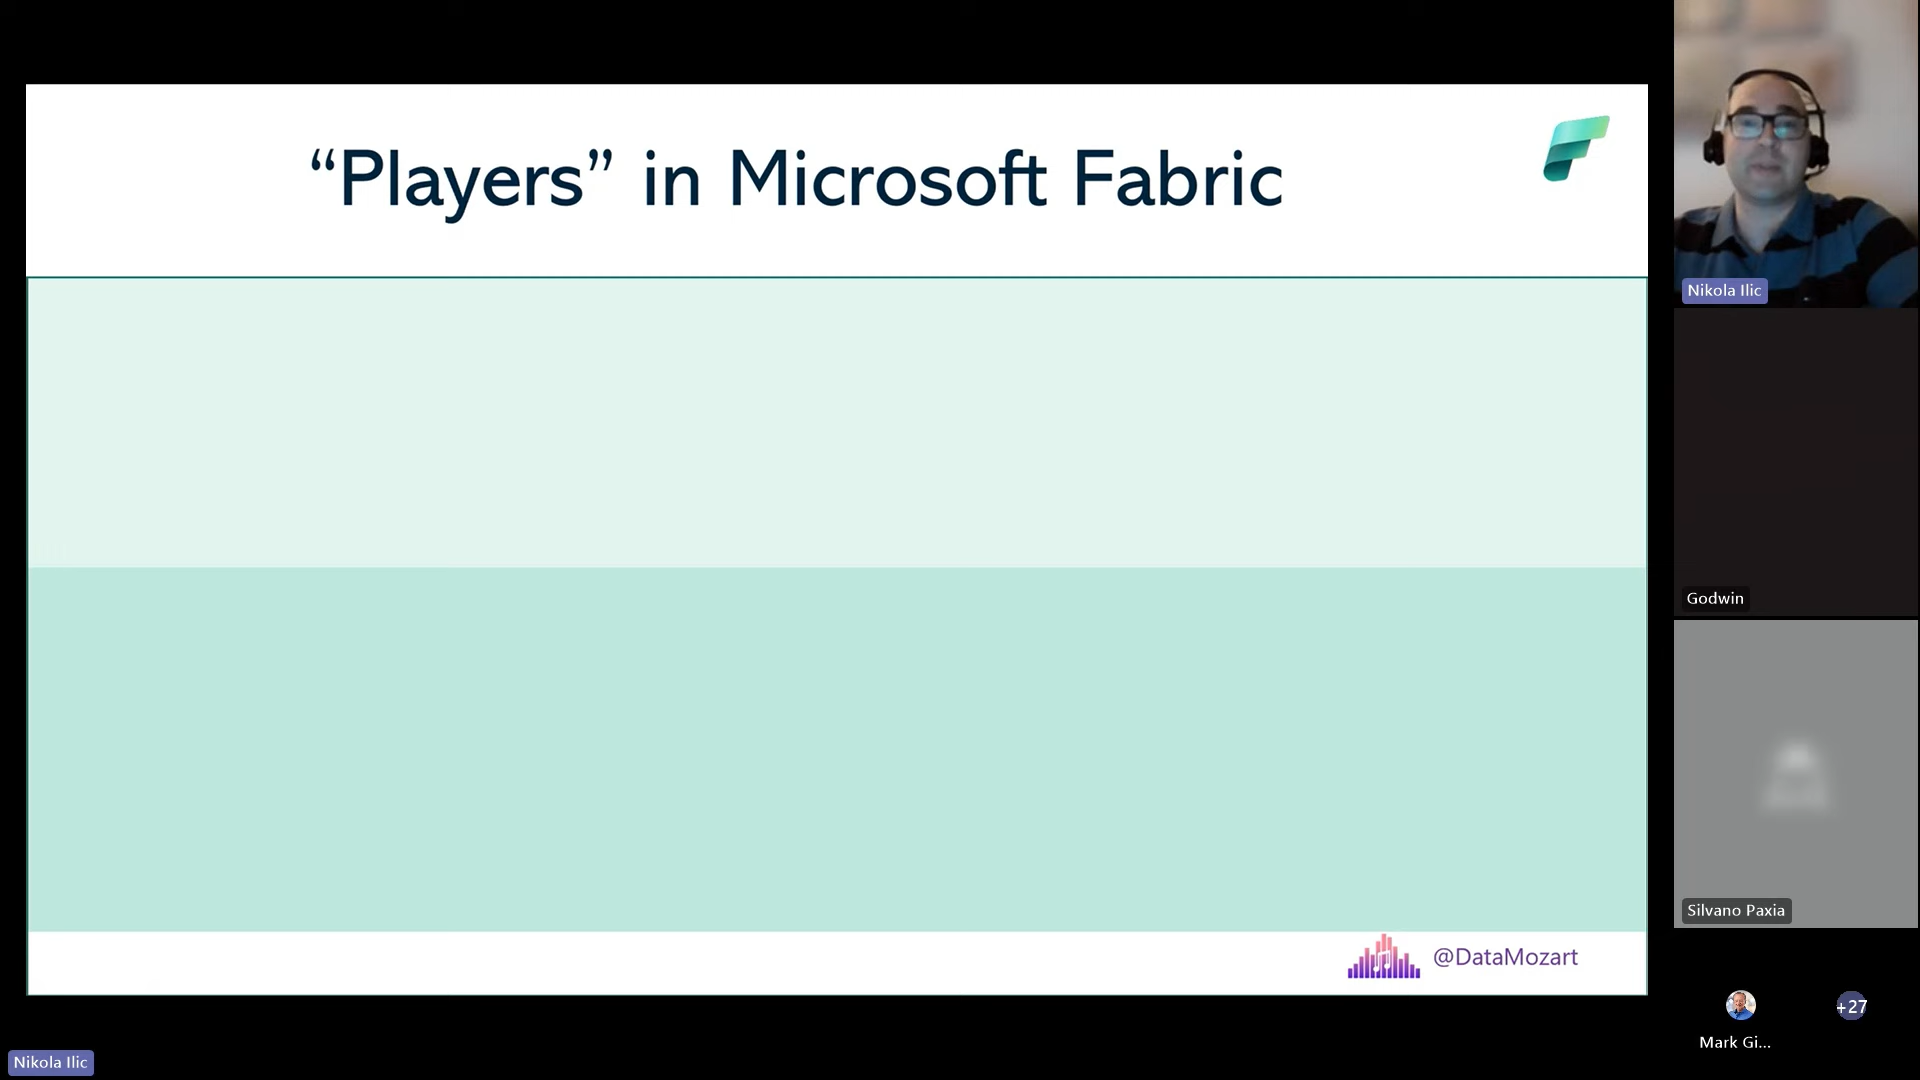 “Players” in Microsoft Fabric
@DataMozart
Nikola Ilic
Godwin
Silvano Paxia
Mark Gi...
+27
Nikola Ilic